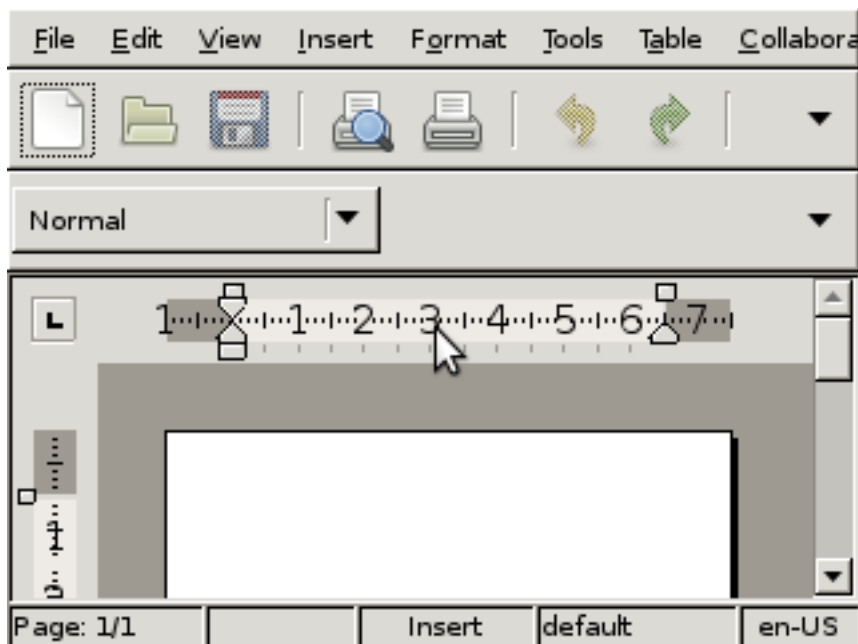 File Edit View Insert Format Tools Table Collabora
Normal
L 1 1 2 3 4 5 6 7
1
Page: 1/1 Insert default en-US